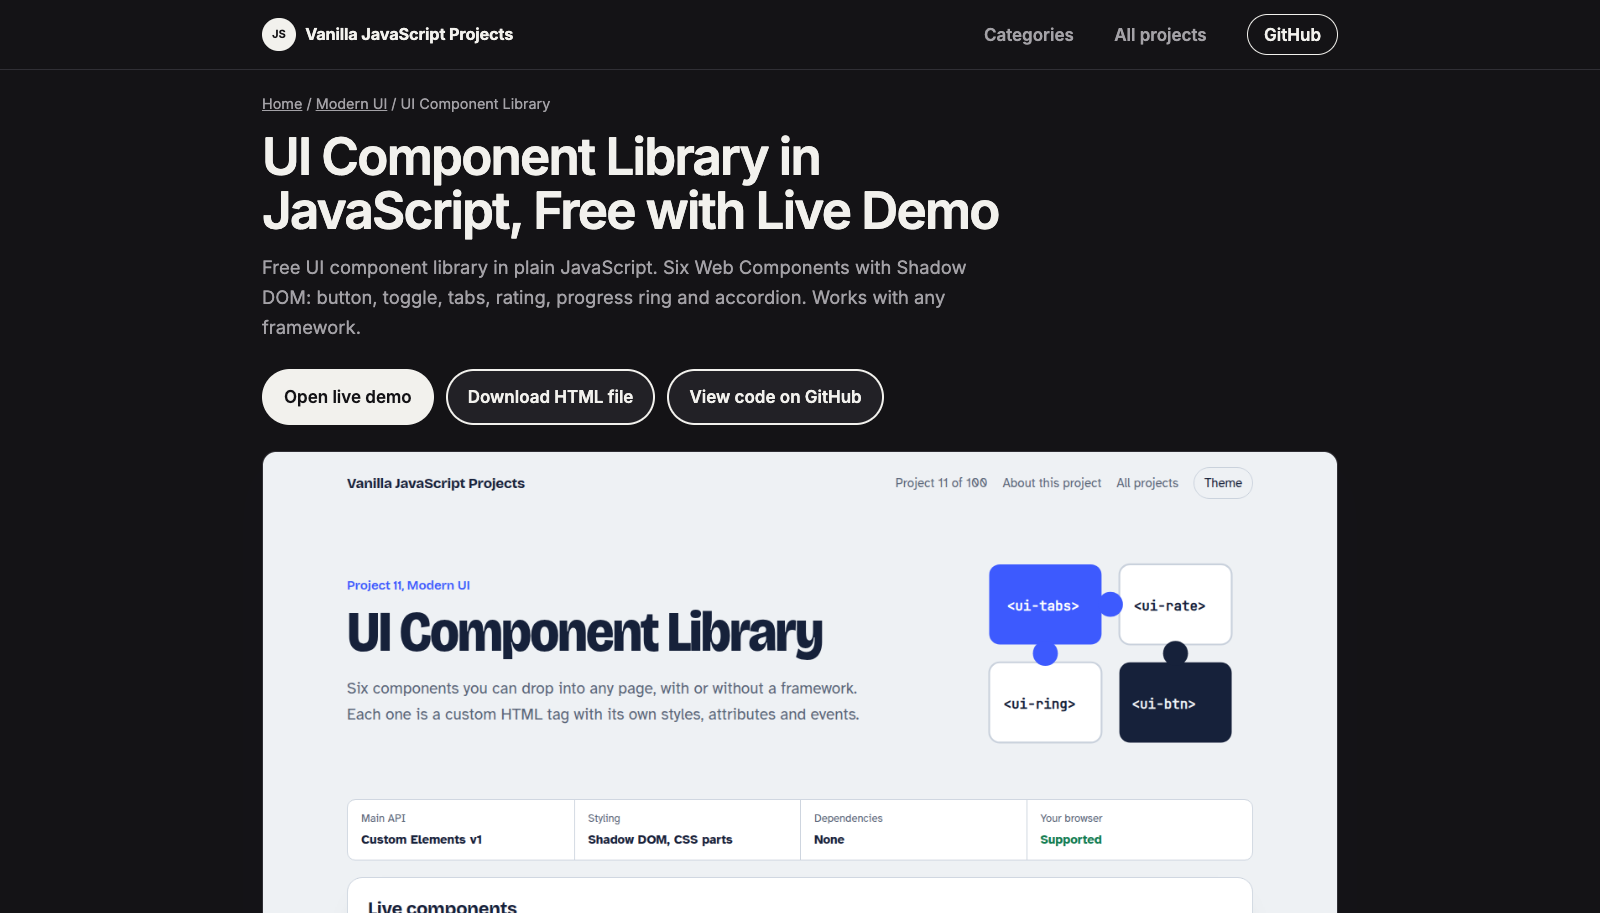 JS Vanilla JavaScript Projects Categories All projects GitHub
Home / Modern UI / UI Component Library
UI Component Library in
JavaScript, Free with Live Demo
Free UI component library in plain JavaScript. Six Web Components with Shadow
DOM: button, toggle, tabs, rating, progress ring and accordion. Works with any
framework.
Open live demo Download HTML file View code on GitHub
Vanilla JavaScript Projects Project 11 of 100 About this project All projects Theme
Project 11, Modern UI
UI Component Library
Six components you can drop into any page, with or without a framework.
Each one is a custom HTML tag with its own styles, attributes and events.
<ui-tabs> <ui-rate>
<ui-ring> <ui-btn>
Main API Styling Dependencies Your browser
Custom Elements v1 Shadow DOM, CSS parts None Supported
Live components